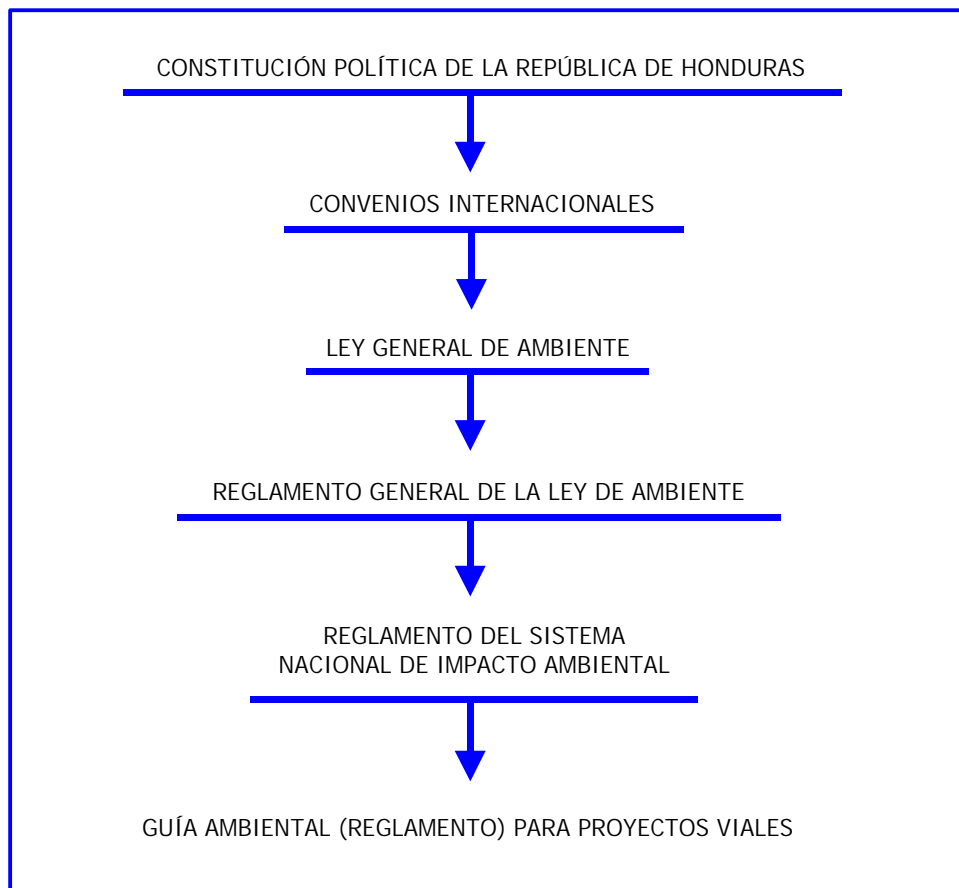 CONSTITUCIÓN POLÍTICA DE LA REPÚBLICA DE HONDURAS
CONVENIOS INTERNACIONALES
LEY GENERAL DE AMBIENTE
REGLAMENTO GENERAL DE LA LEY DE AMBIENTE
REGLAMENTO DEL SISTEMA
NACIONAL DE IMPACTO AMBIENTAL
GUÍA AMBIENTAL (REGLAMENTO) PARA PROYECTOS VIALES